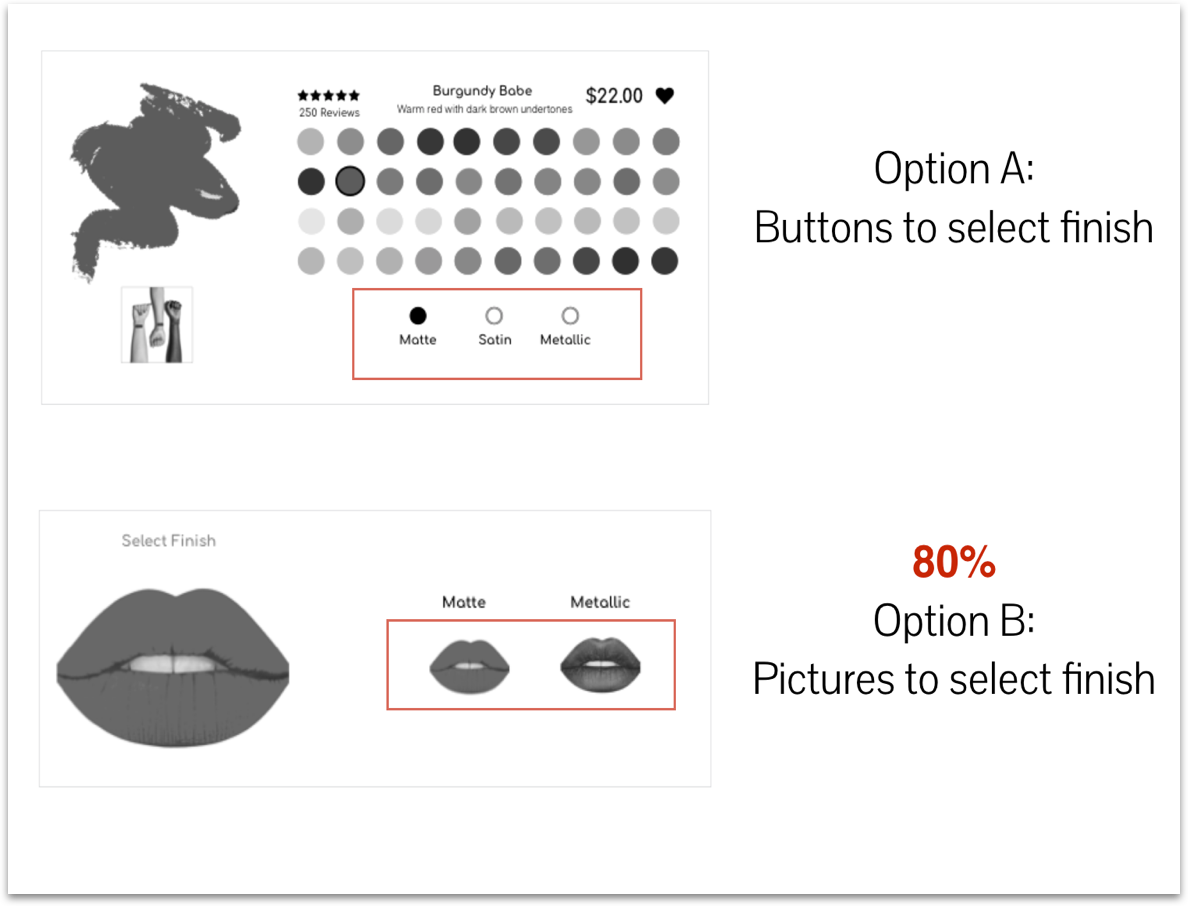 Burgundy Babe
$22.00
250 Reviews
Warm red with dark brown undertones
Matte
Satin
Metallic
Option A:
Buttons to select finish
Select Finish
Matte
Metallic
80%
Option B:
Pictures to select finish